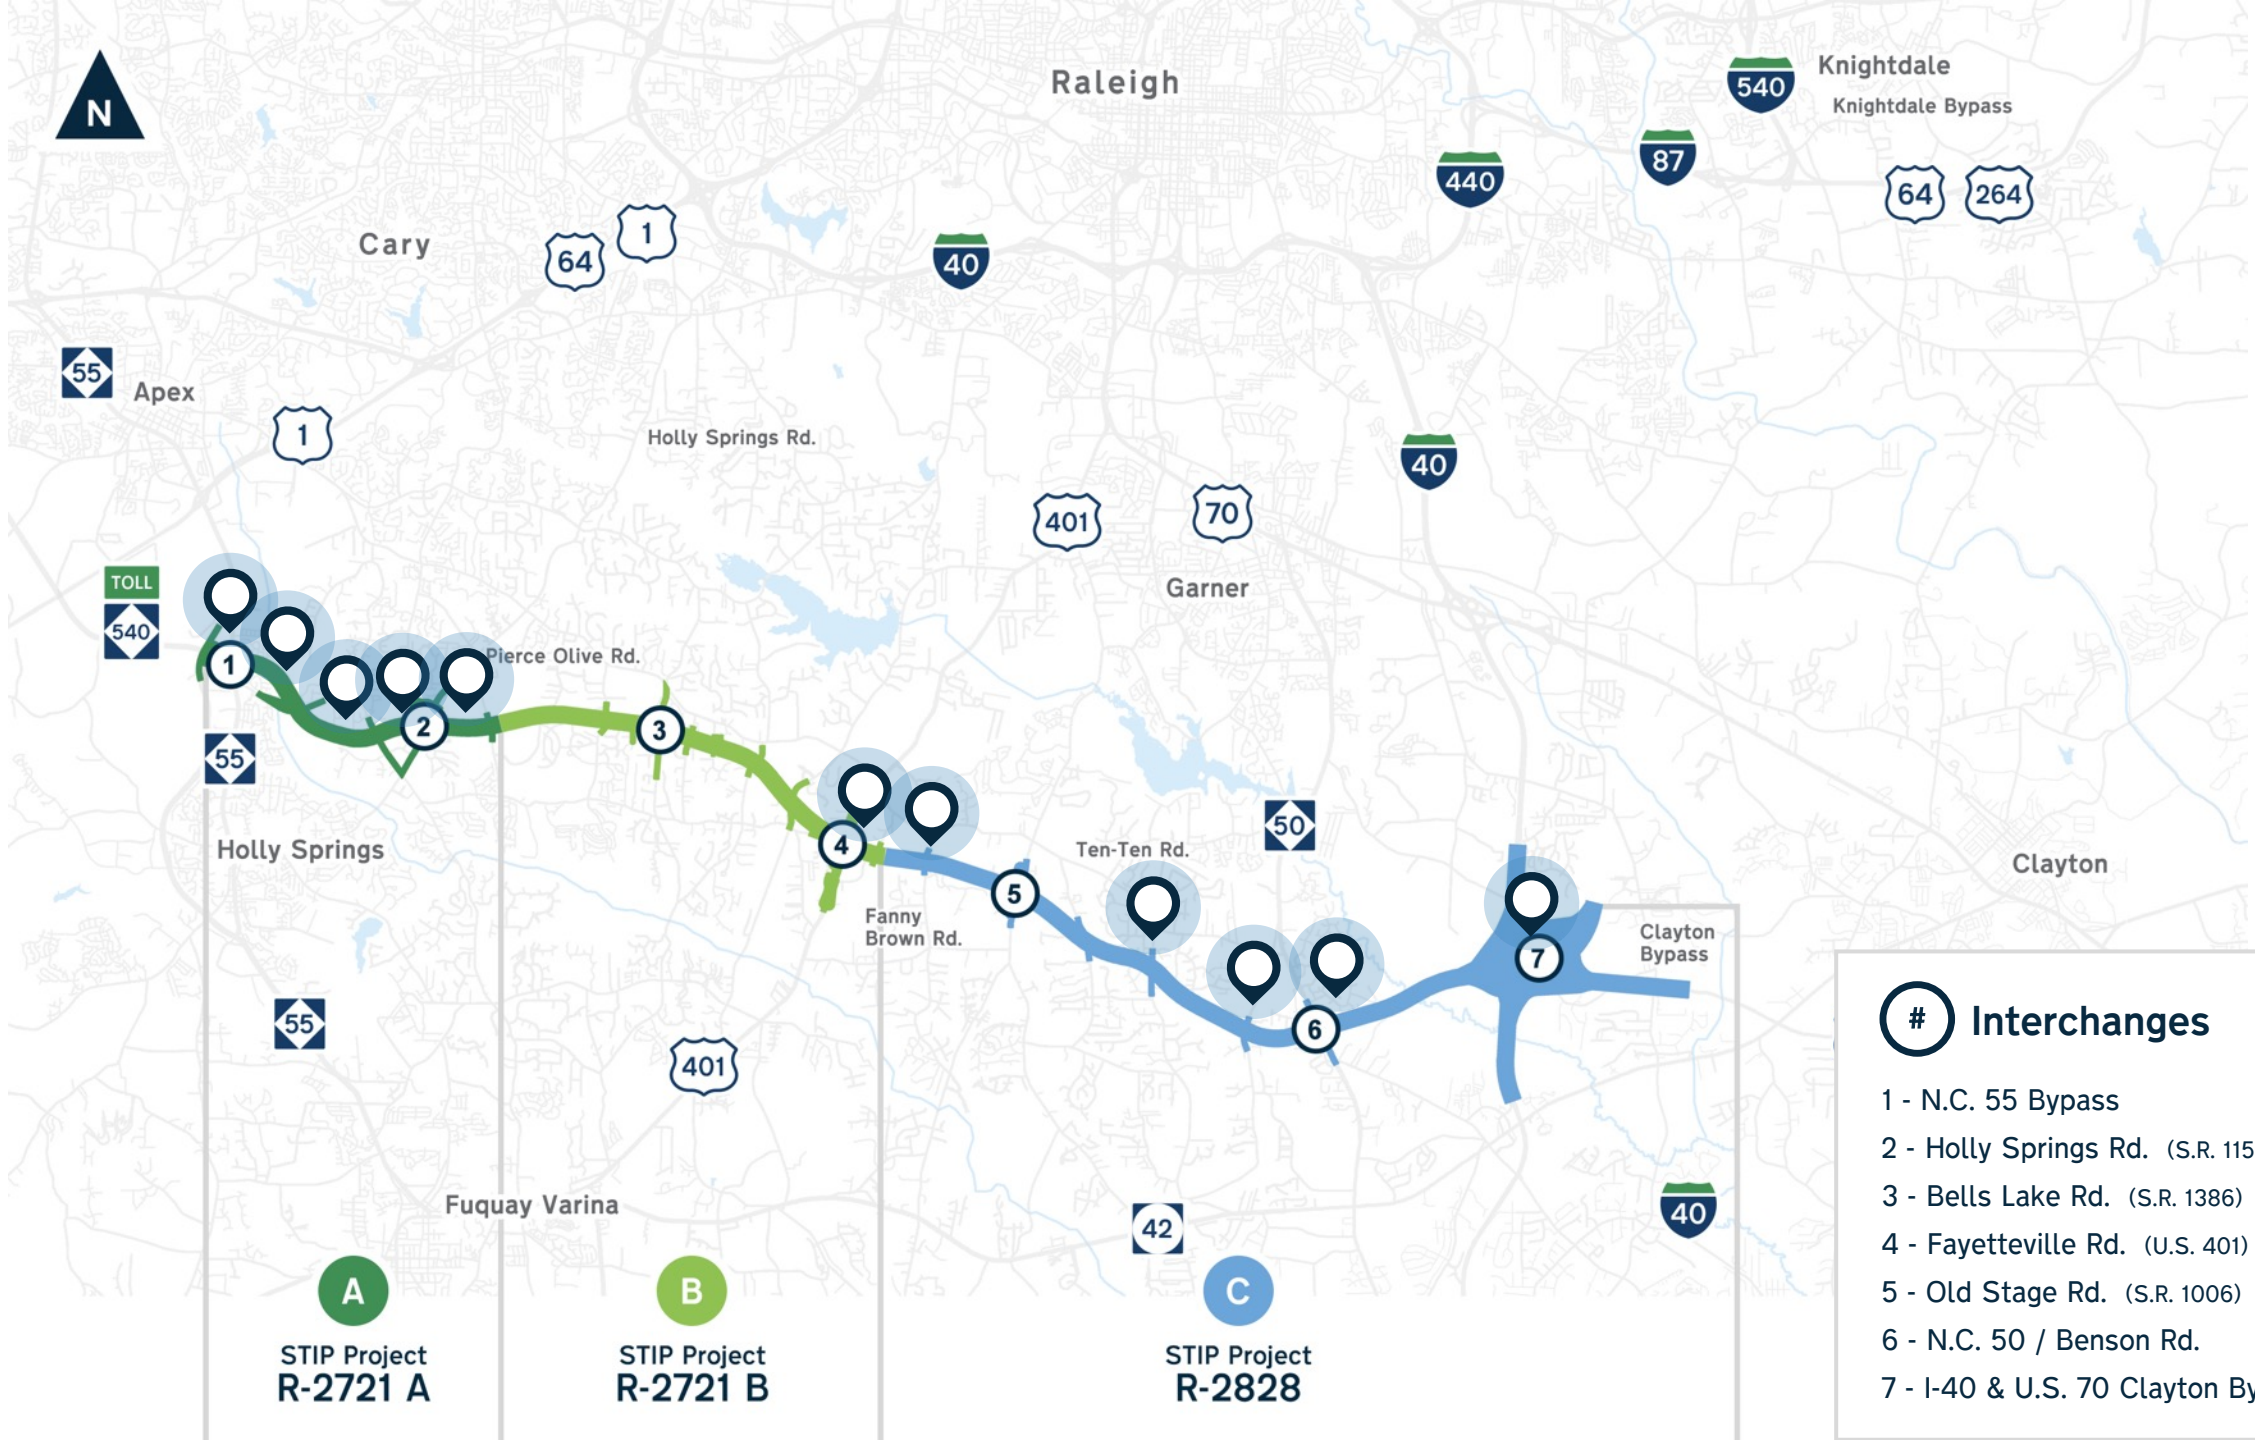 N
Raleigh
Knightdale
Knightdale Bypass
540
87
440
64
264
Cary
64
1
40
55
Apex
1
Holly Springs Rd.
40
401
70
Garner
TOLL
540
Pierce Olive Rd.
1
2
3
55
Holly Springs
4
5
Fanny
Brown Rd.
Ten-Ten Rd.
50
Clayton
Clayton
Bypass
7
6
55
401
Fuquay Varina
42
40
A
STIP Project
R-2721 A
B
STIP Project
R-2721 B
C
STIP Project
R-2828
# Interchanges
1 - N.C. 55 Bypass
2 - Holly Springs Rd. (S.R. 115
3 - Bells Lake Rd. (S.R. 1386)
4 - Fayetteville Rd. (U.S. 401)
5 - Old Stage Rd. (S.R. 1006)
6 - N.C. 50 / Benson Rd.
7 - I-40 & U.S. 70 Clayton By